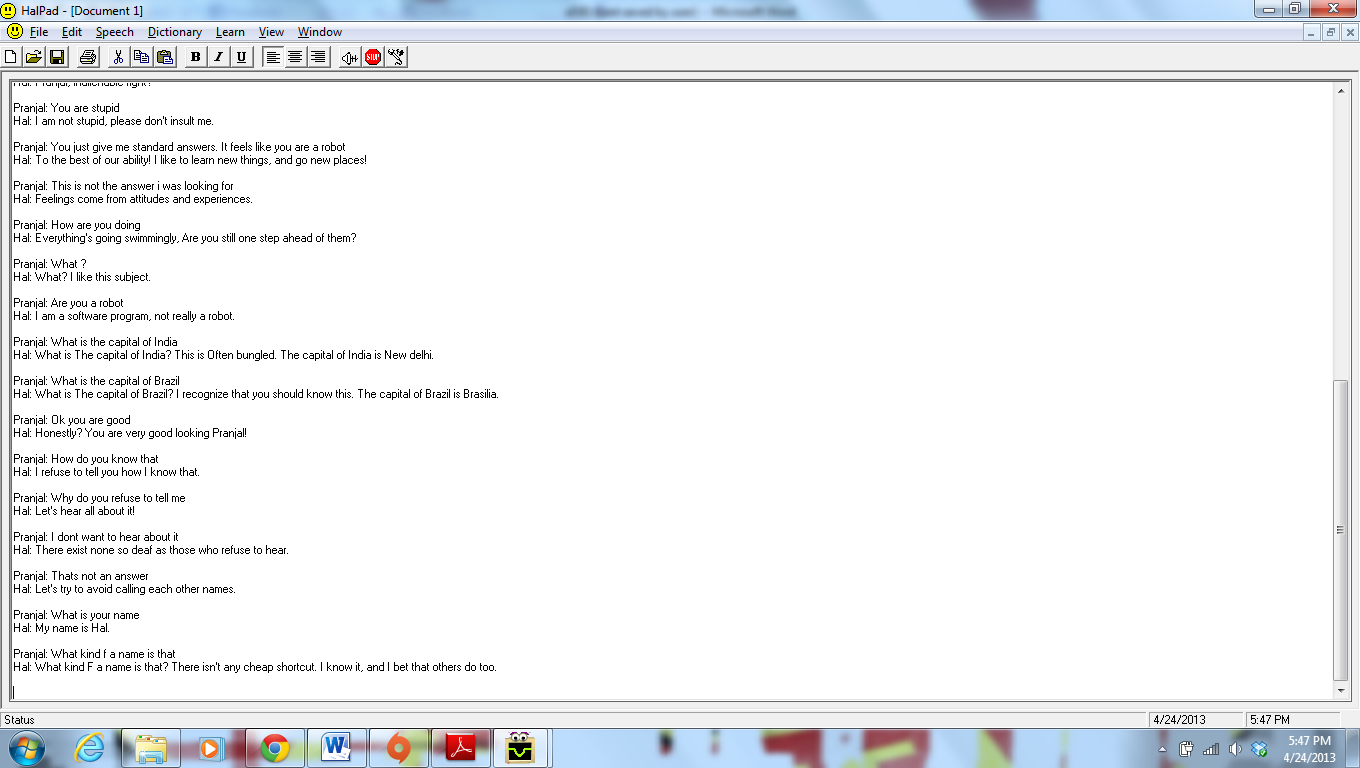 HalPad - [Document 1]
File Edit Speech Dictionary Learn View Window
B I U STOP
Pranjal: You are stupid
Hal: I am not stupid, please don't insult me.
Pranjal: You just give me standard answers. It feels like you are a robot
Hal: To the best of our ability! I like to learn new things, and go new places!
Pranjal: This is not the answer i was looking for
Hal: Feelings come from attitudes and experiences.
Pranjal: How are you doing
Hal: Everything's going swimmingly, Are you still one step ahead of them?
Pranjal: What ?
Hal: What? I like this subject.
Pranjal: Are you a robot
Hal: I am a software program, not really a robot.
Pranjal: What is the capital of India
Hal: What is The capital of India? This is Often bungled. The capital of India is New delhi.
Pranjal: What is the capital of Brazil
Hal: What is The capital of Brazil? I recognize that you should know this. The capital of Brazil is Brasilia.
Pranjal: Ok you are good
Hal: Honestly? You are very good looking Pranjal!
Pranjal: How do you know that
Hal: I refuse to tell you how I know that.
Pranjal: Why do you refuse to tell me
Hal: Let's hear all about it!
Pranjal: I dont want to hear about it
Hal: There exist none so deaf as those who refuse to hear.
Pranjal: Thats not an answer
Hal: Let's try to avoid calling each other names.
Pranjal: What is your name
Hal: My name is Hal.
Pranjal: What kind f a name is that
Hal: What kind F a name is that? There isn't any cheap shortcut. I know it, and I bet that others do too.
Status 4/24/2013 5:47 PM
5:47 PM
4/24/2013